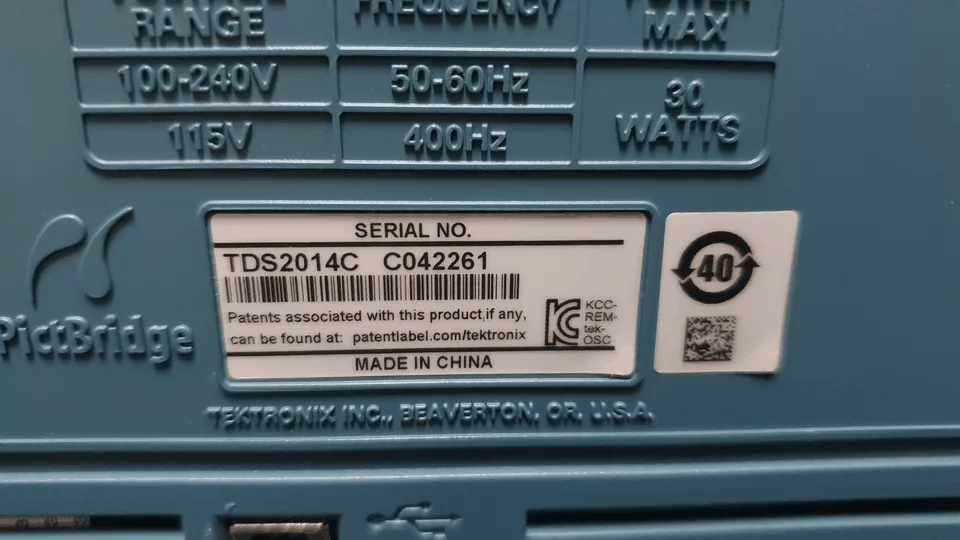 RANGE
FREQUENCY
MAX
100-240V
50-60Hz
30
WATTS
115V
400Hz
PictBridge
SERIAL NO.
TDS2014C C042261
Patents associated with this product,if any,
can be found at: patentlabel.com/tektronix
KCC-
REM-
tek-
OSC
MADE IN CHINA
40
TEKTRONIX INC., BEAVERTON, OR, U.S.A.